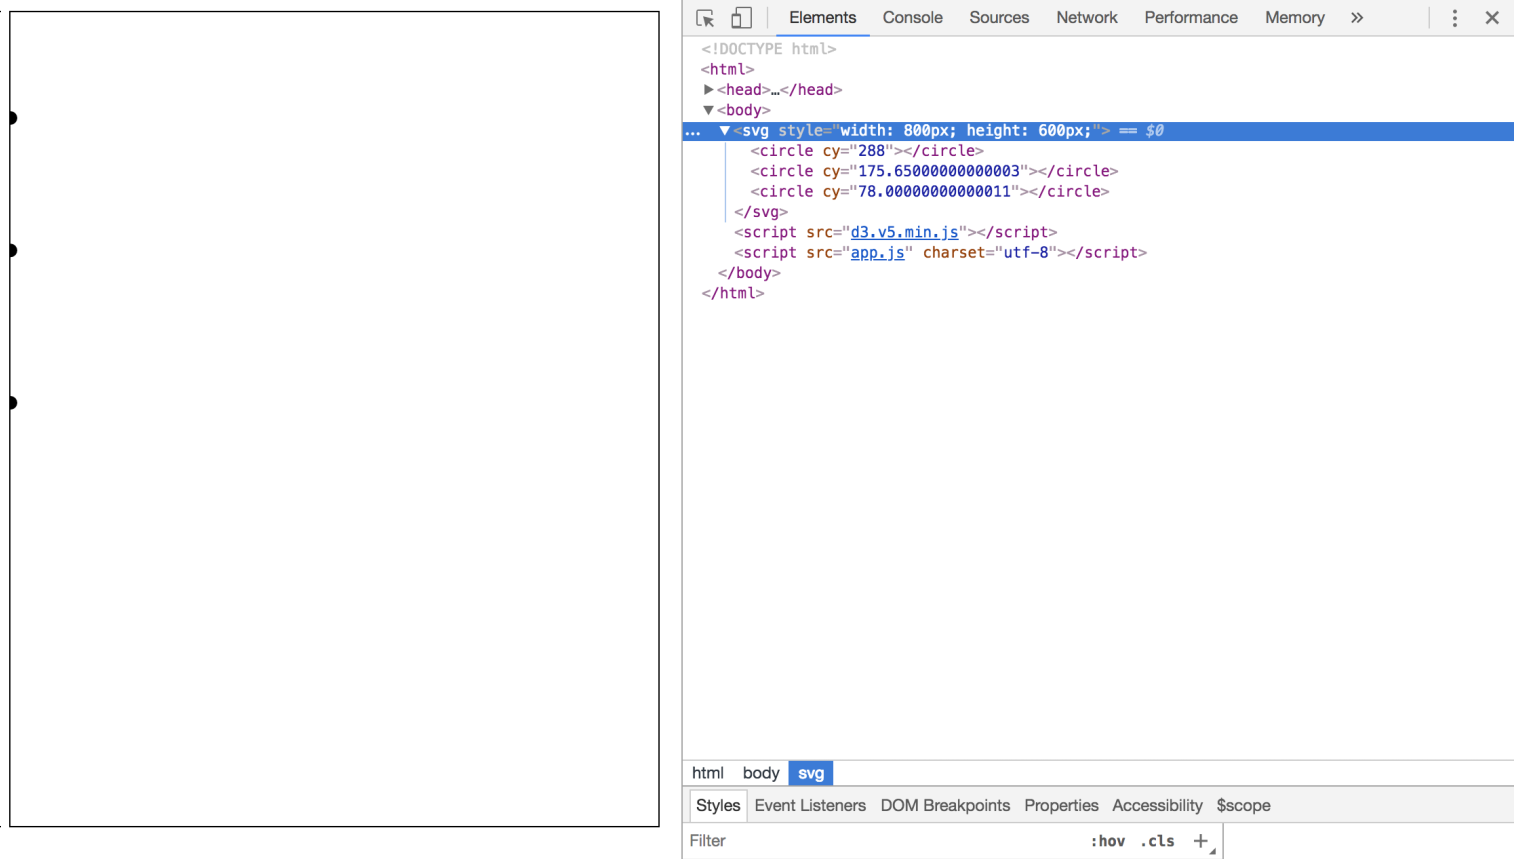 Elements Console Sources Network Performance Memory »
<!DOCTYPE html>
<html>
<head>…</head>
<body>
... <svg style="width: 800px; height: 600px;"> == $0
<circle cy="288"></circle>
<circle cy="175.65000000000003"></circle>
<circle cy="78.00000000000011"></circle>
</svg>
<script src="d3.v5.min.js"></script>
<script src="app.js" charset="utf-8"></script>
</body>
</html>
html body svg
Styles Event Listeners DOM Breakpoints Properties Accessibility $scope
Filter :hov .cls +